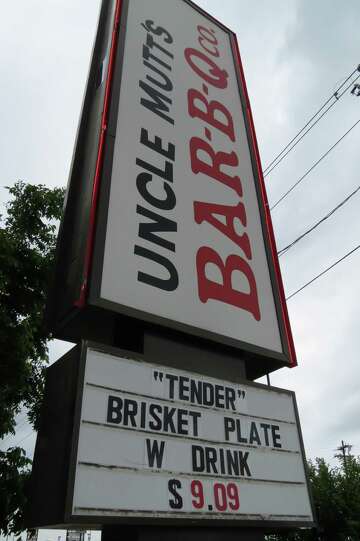 UNCLE MUTT'S
BAR-B-Q CO.
"TENDER"
BRISKET PLATE
W DRINK
$9.09